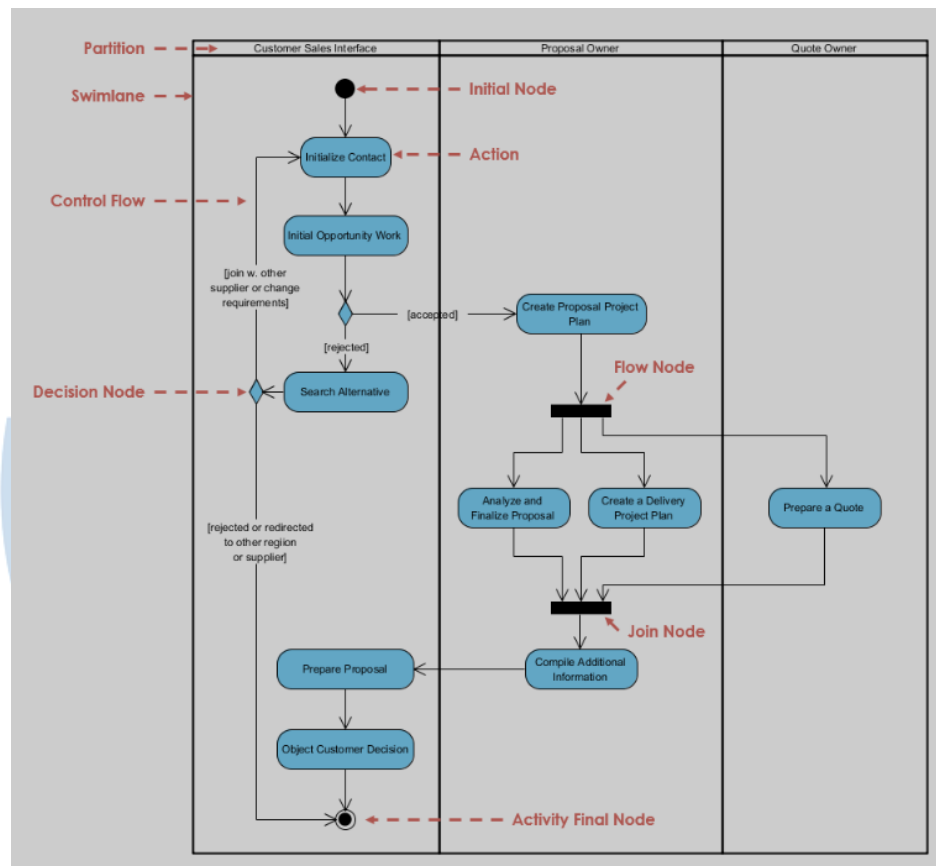 Partition
Customer Sales Interface
Proposal Owner
Quote Owner
Swimlane
Initial Node
Initialize Contact
Action
Control Flow
Initial Opportunity Work
[join w. other
supplier or change
requirements]
[accepted]
Create Proposal Project
Plan
[rejected]
Flow Node
Decision Node
Search Alternative
Analyze and
Finalize Proposal
Create a Delivery
Project Plan
Prepare a Quote
[rejected or redirected
to other regiion
or supplier]
Join Node
Prepare Proposal
Compile Additional
Information
Object Customer Decision
Activity Final Node